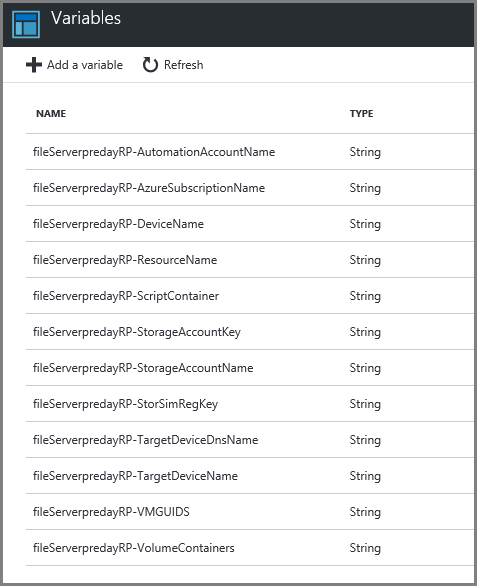 Variables
Add a variable Refresh
NAME TYPE
fileServerpredayRP-AutomationAccountName String
fileServerpredayRP-AzureSubscriptionName String
fileServerpredayRP-DeviceName String
fileServerpredayRP-ResourceName String
fileServerpredayRP-ScriptContainer String
fileServerpredayRP-StorageAccountKey String
fileServerpredayRP-StorageAccountName String
fileServerpredayRP-StorSimRegKey String
fileServerpredayRP-TargetDeviceDnsName String
fileServerpredayRP-TargetDeviceName String
fileServerpredayRP-VMGUIDS String
fileServerpredayRP-VolumeContainers String